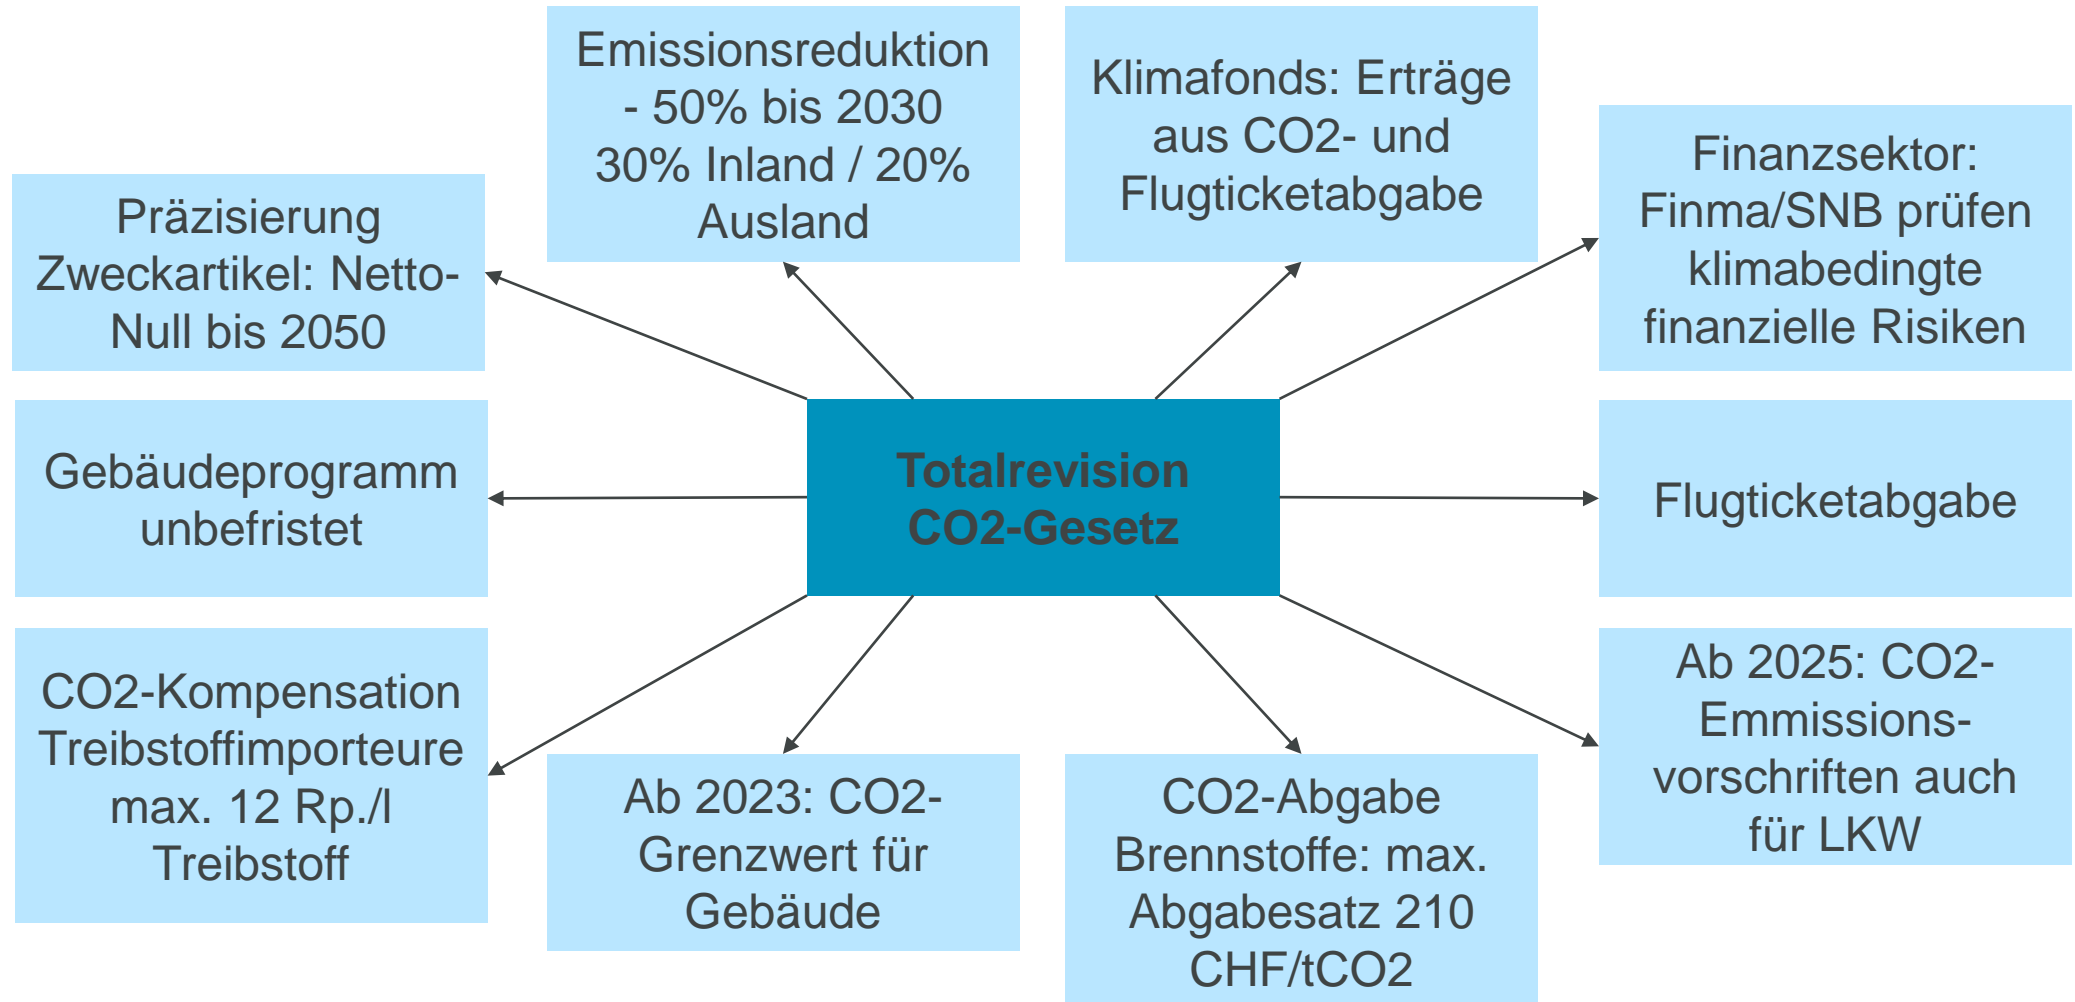 Emissionsreduktion
- 50% bis 2030
30% Inland / 20%
Ausland
Klimafonds: Erträge
aus CO2- und
Flugticketabgabe
Finanzsektor:
Finma/SNB prüfen
klimabedingte
finanzielle Risiken
Präzisierung
Zweckartikel: Netto-
Null bis 2050
Totalrevision
CO2-Gesetz
Gebäudeprogramm
unbefristet
Flugticketabgabe
CO2-Kompensation
Treibstoffimporteure
max. 12 Rp./l
Treibstoff
Ab 2023: CO2-
Grenzwert für
Gebäude
CO2-Abgabe
Brennstoffe: max.
Abgabesatz 210
CHF/tCO2
Ab 2025: CO2-
Emmissions-
vorschriften auch
für LKW